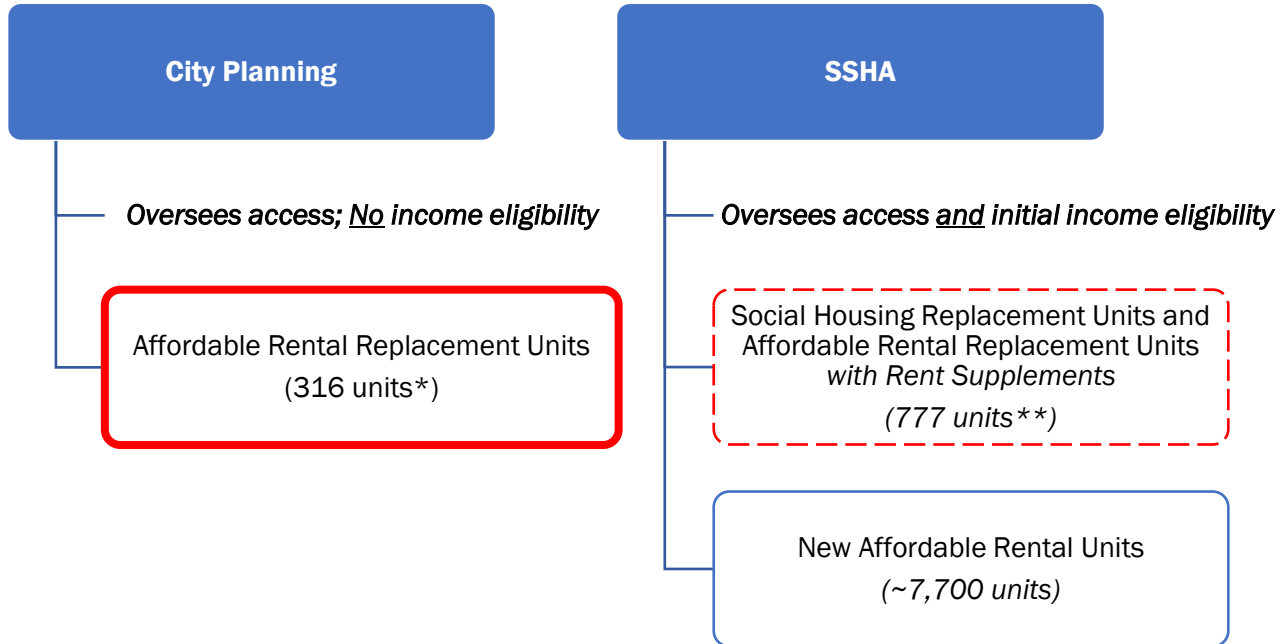 City Planning
Oversees access; No income eligibility
Affordable Rental Replacement Units
(316 units*)
SSHA
Oversees access and initial income eligibility
Social Housing Replacement Units and
Affordable Rental Replacement Units
with Rent Supplements
(777 units**)
New Affordable Rental Units
(~7,700 units)